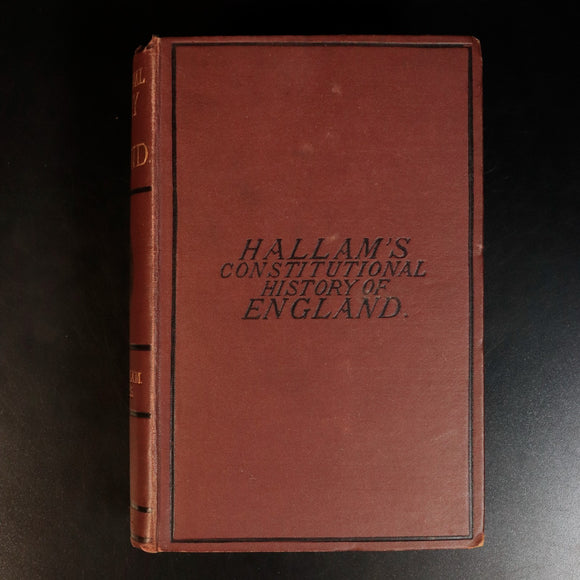 HALLAM'S
CONSTITUTIONAL
HISTORY OF
ENGLAND.